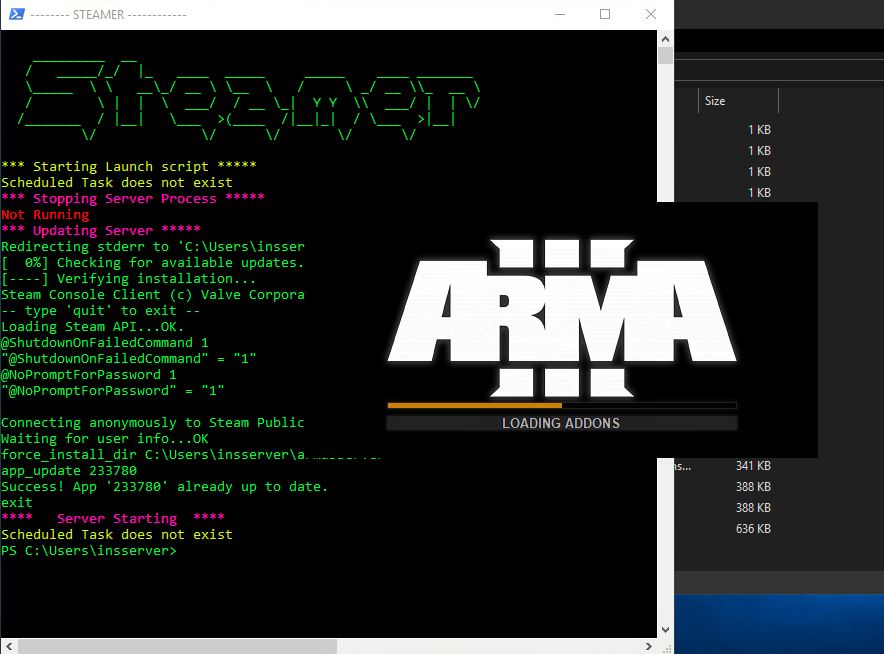 -------- STEAMER ------------
Steamer
*** Starting Launch script *****
Scheduled Task does not exist
*** Stopping Server Process *****
Not Running
*** Updating Server *****
Redirecting stderr to 'C:\Users\insser
[  0%] Checking for available updates.
[----] Verifying installation...
Steam Console Client (c) Valve Corpora
-- type 'quit' to exit --
Loading Steam API...OK.
@ShutdownOnFailedCommand 1
"@ShutdownOnFailedCommand" = "1"
@NoPromptForPassword 1
"@NoPromptForPassword" = "1"
Connecting anonymously to Steam Public
Waiting for user info...OK
force_install_dir C:\Users\insserver\
app_update 233780
Success! App '233780' already up to date.
exit
****   Server Starting  ****
Scheduled Task does not exist
PS C:\Users\insserver>
III
ARMA
III
LOADING ADDONS
Size
1 KB
1 KB
1 KB
1 KB
ns... 341 KB
388 KB
388 KB
636 KB